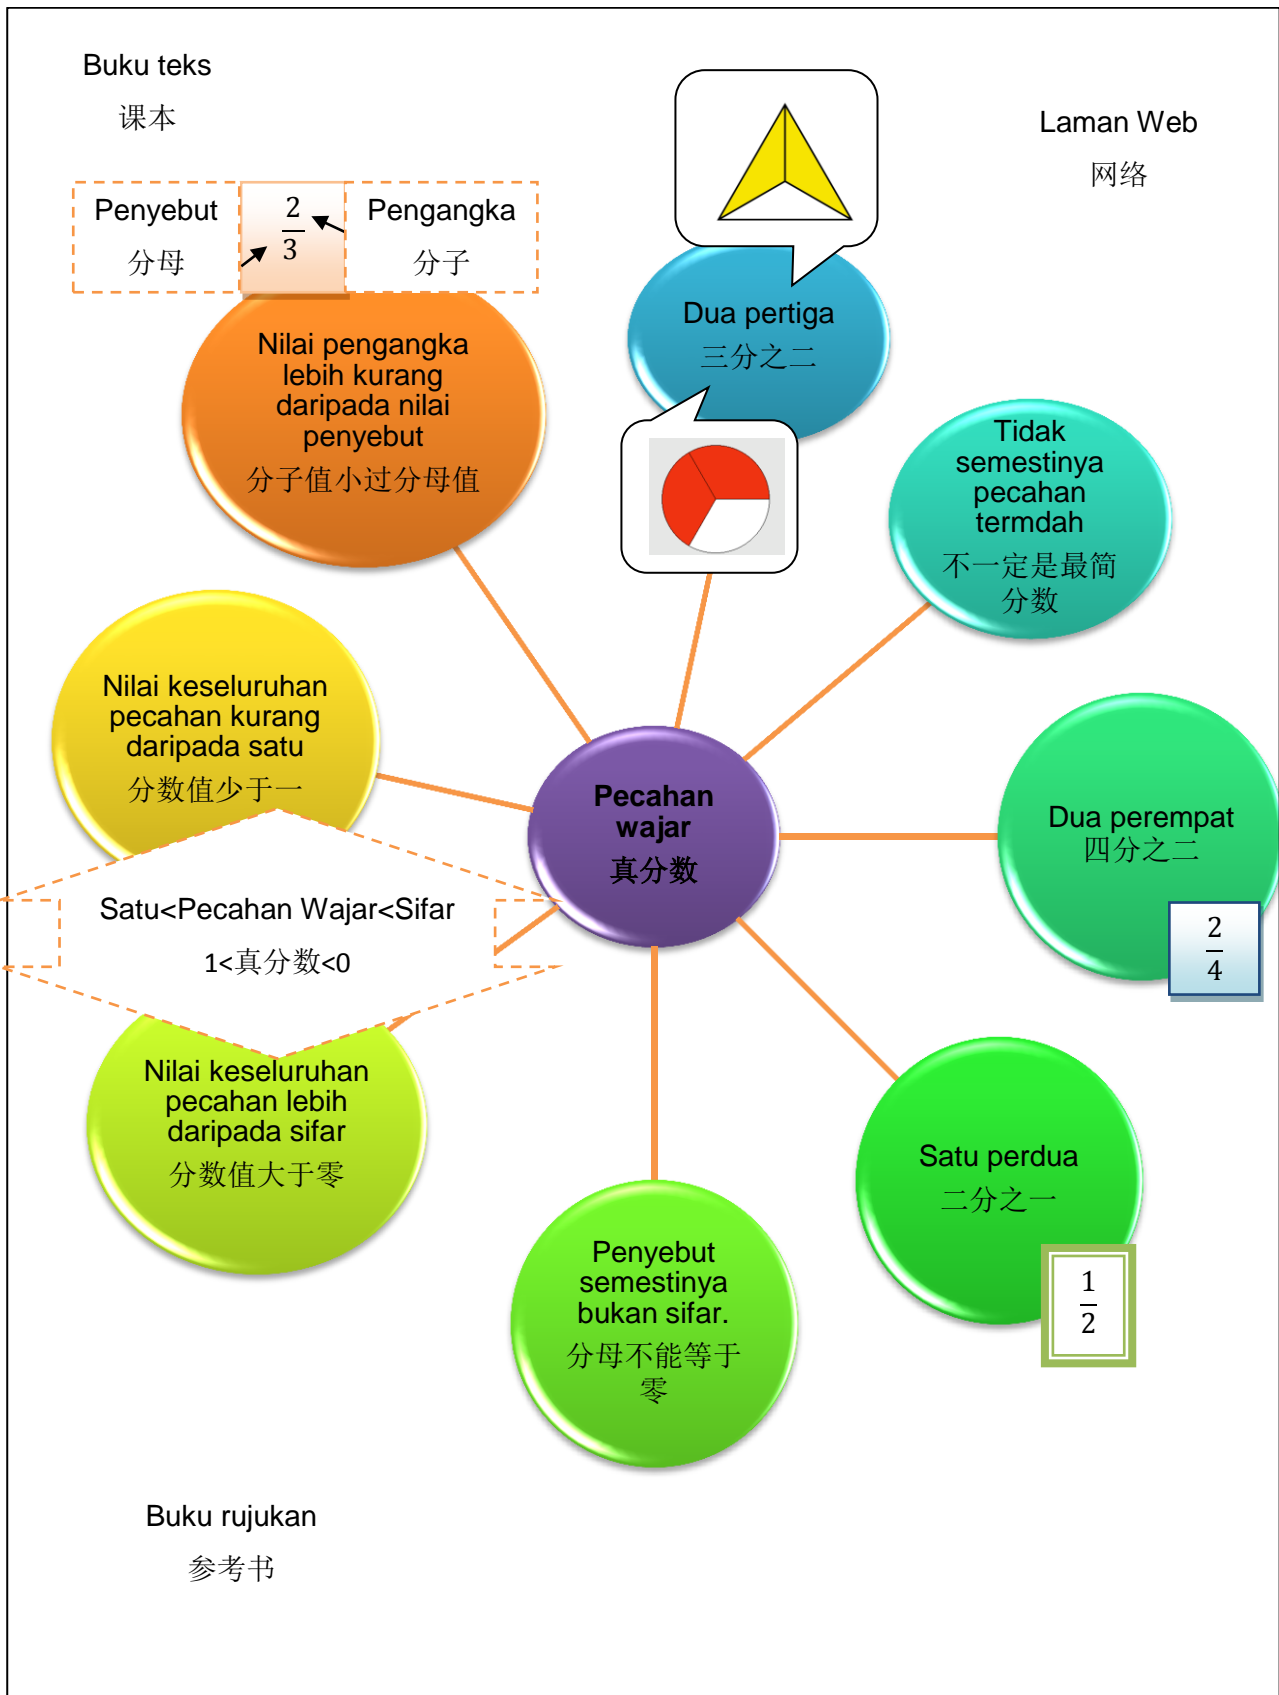 Buku teks
课本
Laman Web
网络
Penyebut
分母
2
3
Pengangka
分子
Nilai pengangka
lebih kurang
daripada nilai
penyebut
分子值小过分母值
Dua pertiga
三分之二
Tidak
semestinya
pecahan
termdah
不一定是最简
分数
Nilai keseluruhan
pecahan kurang
daripada satu
分数值少于一
Pecahan
wajar
真分数
Dua perempat
四分之二
2
4
Satu<Pecahan Wajar<Sifar
1<真分数<0
Nilai keseluruhan
pecahan lebih
daripada sifar
分数值大于零
Satu perdua
二分之一
1
2
Penyebut
semestinya
bukan sifar.
分母不能等于
零
Buku rujukan
参考书